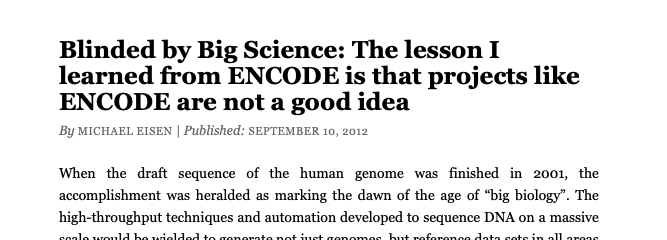 Blinded by Big Science: The lesson I
learned from ENCODE is that projects like
ENCODE are not a good idea
By MICHAEL EISEN | Published: SEPTEMBER 10, 2012
When the draft sequence of the human genome was finished in 2001, the
accomplishment was heralded as marking the dawn of the age of “big biology”. The
high-throughput techniques and automation developed to sequence DNA on a massive
scale would be wielded to generate not just genomes, but reference data sets in all areas